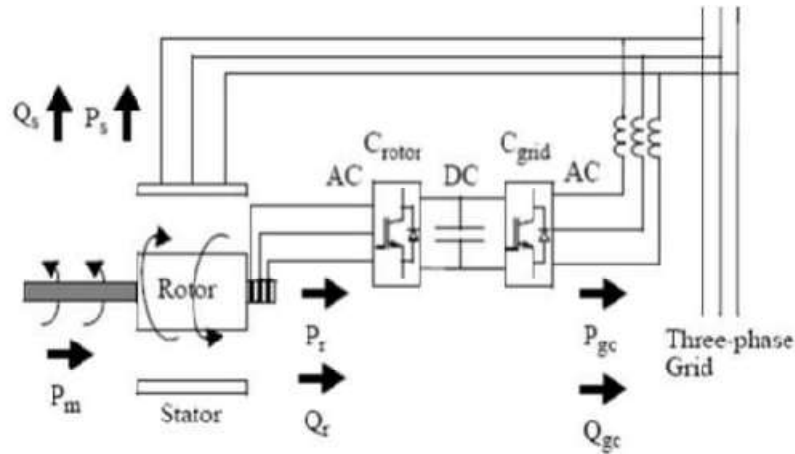 Qs
Ps
Crotor
Cgrid
AC
DC
AC
Rotor
Pm
Pr
Pgc
Three-phase
Grid
Stator
Qr
Qgc